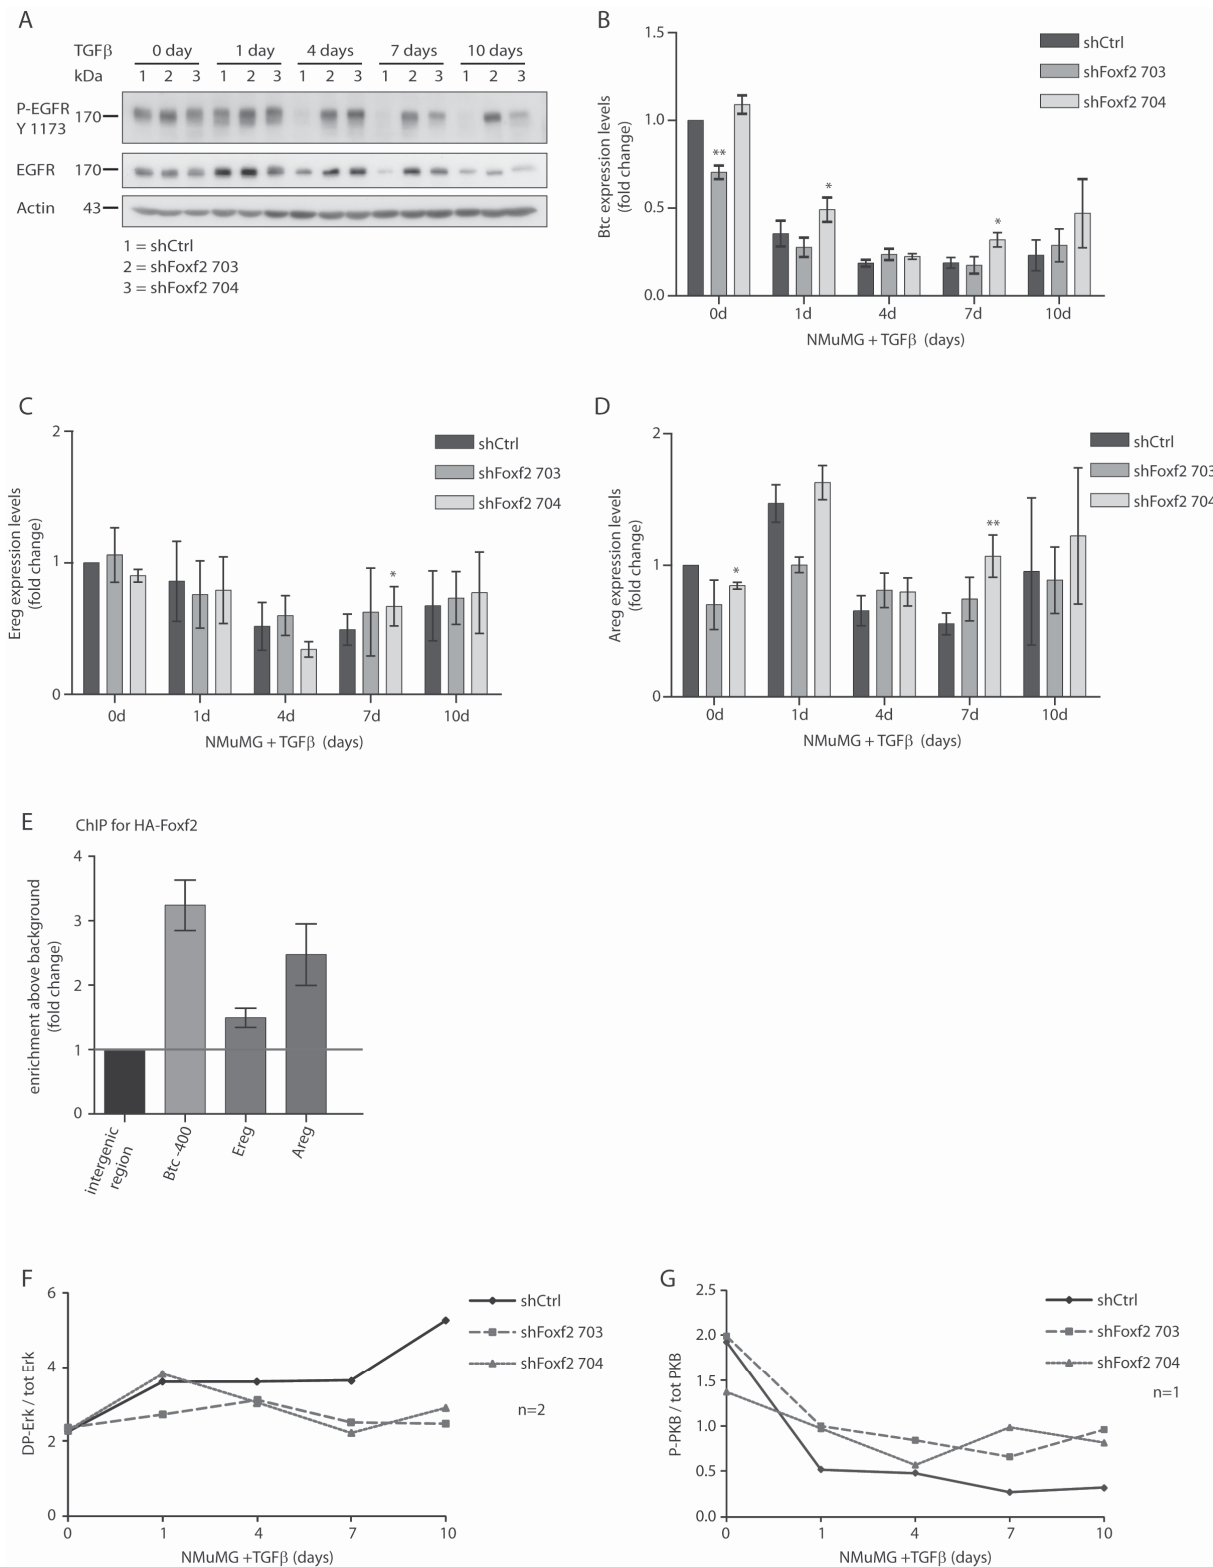 A
TGFβ 0 day 1 day 4 days 7 days 10 days
kDa 1 2 3 1 2 3 1 2 3 1 2 3 1 2 3
P-EGFR
Y 1173
170
EGFR 170
Actin 43
1 = shCtrl
2 = shFoxf2 703
3 = shFoxf2 704
B
Btc expression levels
(fold change)
1.5
1.0
0.5
0.0
**
*
*
shCtrl
shFoxf2 703
shFoxf2 704
0d 1d 4d 7d 10d
NMuMG + TGFβ (days)
C
Ereg expression levels
(fold change)
2
1
0
*
shCtrl
shFoxf2 703
shFoxf2 704
0d 1d 4d 7d 10d
NMuMG + TGFβ (days)
D
Areg expression levels
(fold change)
2
1
0
*
**
shCtrl
shFoxf2 703
shFoxf2 704
0d 1d 4d 7d 10d
NMuMG + TGFβ (days)
E
ChIP for HA-Foxf2
enrichment above background
(fold change)
4
3
2
1
0
intergenic
region
Btc -400
Ereg
Areg
F
DP-Erk / tot Erk
6
4
2
0
shCtrl
shFoxf2 703
shFoxf2 704
n=2
0 1 4 7 10
NMuMG +TGFβ (days)
G
P-PKB / tot PKB
2.5
2.0
1.5
1.0
0.5
0.0
shCtrl
shFoxf2 703
shFoxf2 704
n=1
0 1 4 7 10
NMuMG +TGFβ (days)